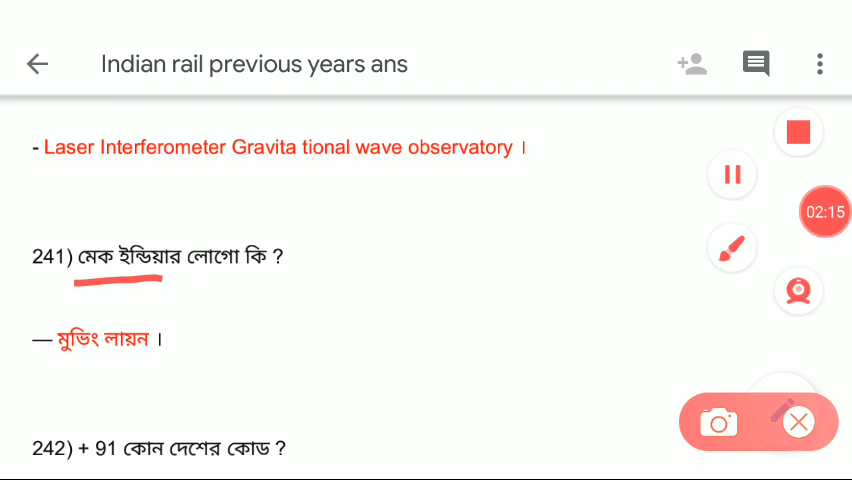 Indian rail previous years ans
- Laser Interferometer Gravita tional wave observatory ।
02:15
241) মেক ইন্ডিয়ার লোগো কি ?
— মুভিং লায়ন ।
242) + 91 কোন দেশের কোড ?